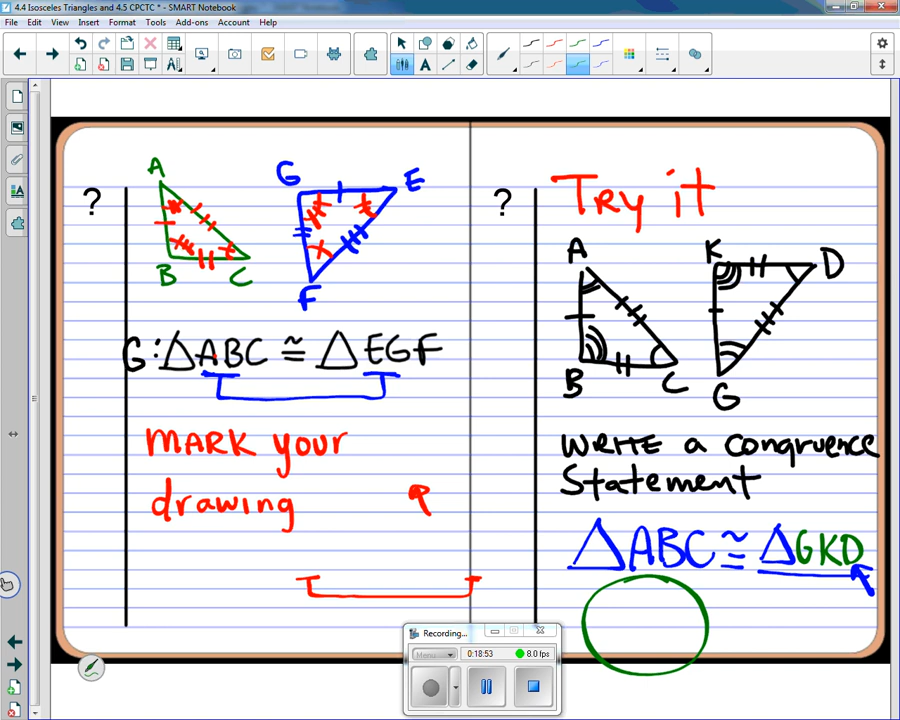 4.4 Isosceles Triangles and 4.5 CPCTC * - SMART Notebook
File Edit View Insert Format Tools Add-ons Account Help
?
A
B
C
G
E
F
G: △ABC ≅ △EGF
MARK your
drawing
?
Try it
A
B
C
K
D
G
WRITE a congruence
Statement
△ABC ≅ △GKD
Recording...
Menu
0:18:53
8.0 fps